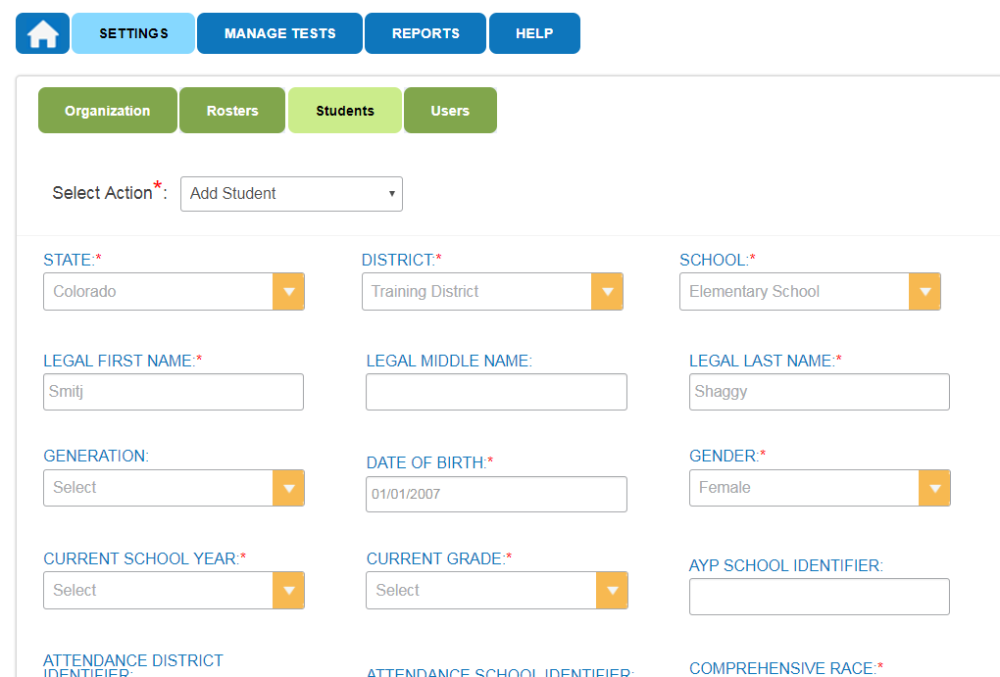 SETTINGS MANAGE TESTS REPORTS HELP
Organization Rosters Students Users
Select Action*: Add Student
STATE:* DISTRICT:* SCHOOL:*
Colorado Training District Elementary School
LEGAL FIRST NAME:* LEGAL MIDDLE NAME: LEGAL LAST NAME:*
Smitj Shaggy
GENERATION: DATE OF BIRTH:* GENDER:*
Select 01/01/2007 Female
CURRENT SCHOOL YEAR:* CURRENT GRADE:* AYP SCHOOL IDENTIFIER:
Select Select
ATTENDANCE DISTRICT
IDENTIFIER: ATTENDANCE SCHOOL IDENTIFIER: COMPREHENSIVE RACE:*